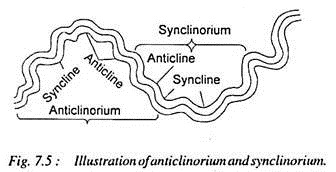 Synclinorium
Anticline
Syncline
Anticline
Syncline
Anticlinorium
Fig. 7.5 : Illustration of anticlinorium and synclinorium.